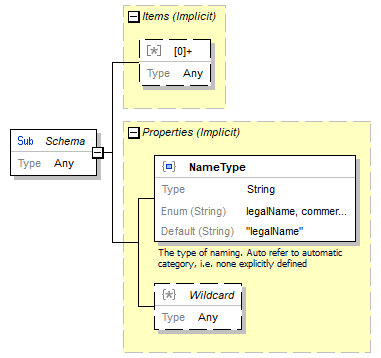 Items (Implicit)
[*] [0]+
Type Any
Sub Schema
Type Any
Properties (Implicit)
NameType
Type String
Enum (String) legalName, commer...
Default (String) "legalName"
The type of naming. Auto refer to automatic
category, i.e. none explicitly defined
{*} Wildcard
Type Any